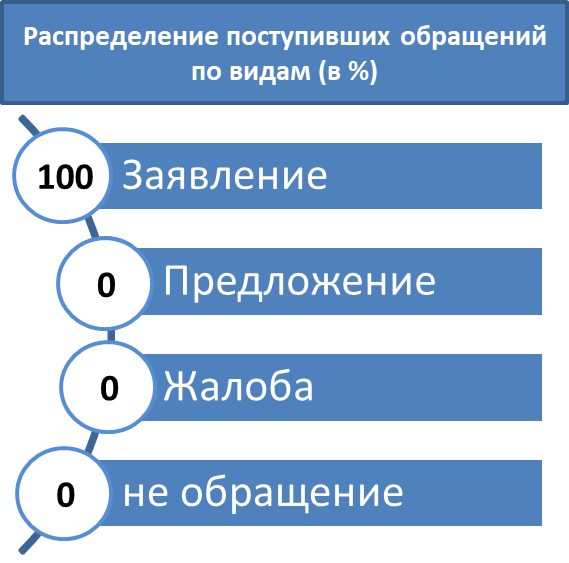 Распределение поступивших обращений
по видам (в %)
100 Заявление
0 Предложение
0 Жалоба
0 не обращение